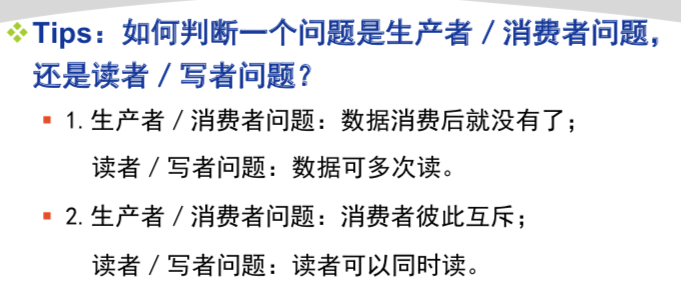 Tips：如何判断一个问题是生产者／消费者问题，
还是读者／写者问题？
1. 生产者／消费者问题：数据消费后就没有了；
读者／写者问题：数据可多次读。
2. 生产者／消费者问题：消费者彼此互斥；
读者／写者问题：读者可以同时读。